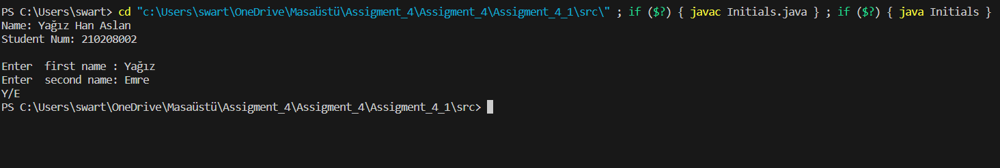 PS C:\Users\swart> cd "c:\Users\swart\OneDrive\Masaüstü\Assigment_4\Assigment_4\Assigment_4_1\src\" ; if ($?) { javac Initials.java } ; if ($?) { java Initials }
Name: Yağız Han Aslan
Student Num: 210208002
Enter  first name : Yağız
Enter  second name: Emre
Y/E
PS C:\Users\swart\OneDrive\Masaüstü\Assigment_4\Assigment_4\Assigment_4_1\src>